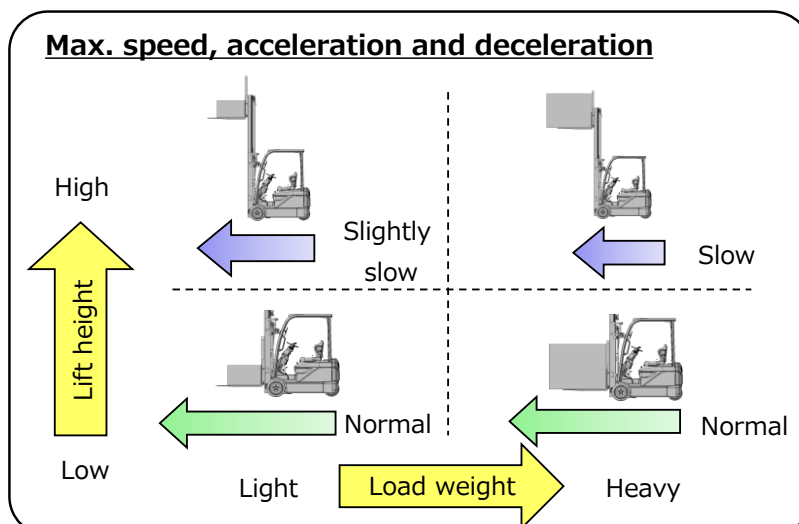 Max. speed, acceleration and deceleration
High
Slightly
slow
Slow
Lift height
Normal
Normal
Low
Light
Load weight
Heavy